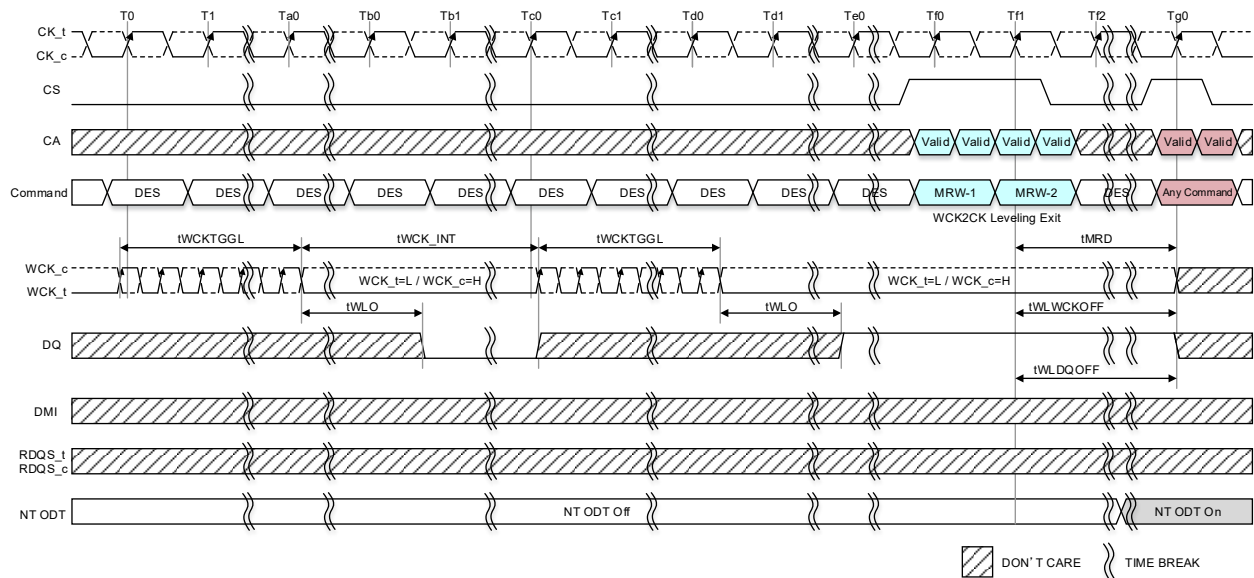 T0 T1 Ta0 Tb0 Tb1 Tc0 Tc1 Td0 Td1 Te0 Tf0 Tf1 Tf2 Tg0
CK_t
CK_c
CS
CA Valid Valid Valid Valid Valid Valid
Command DES DES DES DES DES DES DES DES DES DES MRW-1 MRW-2 DES Any Command
WCK2CK Leveling Exit
tWCKTGGL tWCK_INT tWCKTGGL tMRD
WCK_c
WCK_t=L / WCK_c=H WCK_t=L / WCK_c=H
WCK_t
tWLO tWLO tWLWCKOFF
DQ
tWLDQOFF
DMI
RDQS_t
RDQS_c
NT ODT NT ODT Off NT ODT On
DON'T CARE TIME BREAK